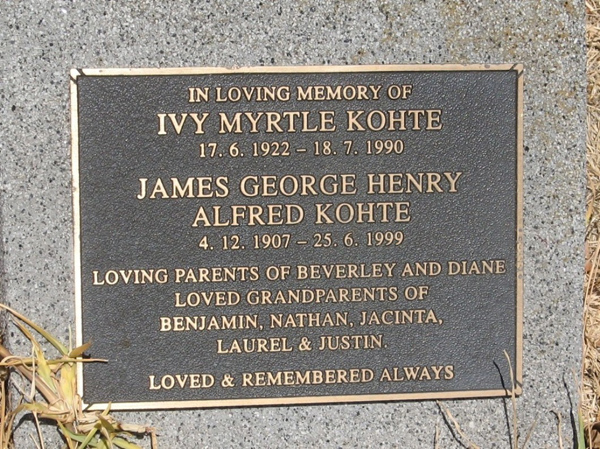 IN LOVING MEMORY OF
IVY MYRTLE KOHTE
17. 6. 1922 – 18. 7. 1990
JAMES GEORGE HENRY
ALFRED KOHTE
4. 12. 1907 – 25. 6. 1999
LOVING PARENTS OF BEVERLEY AND DIANE
LOVED GRANDPARENTS OF
BENJAMIN, NATHAN, JACINTA,
LAUREL & JUSTIN.
LOVED & REMEMBERED ALWAYS